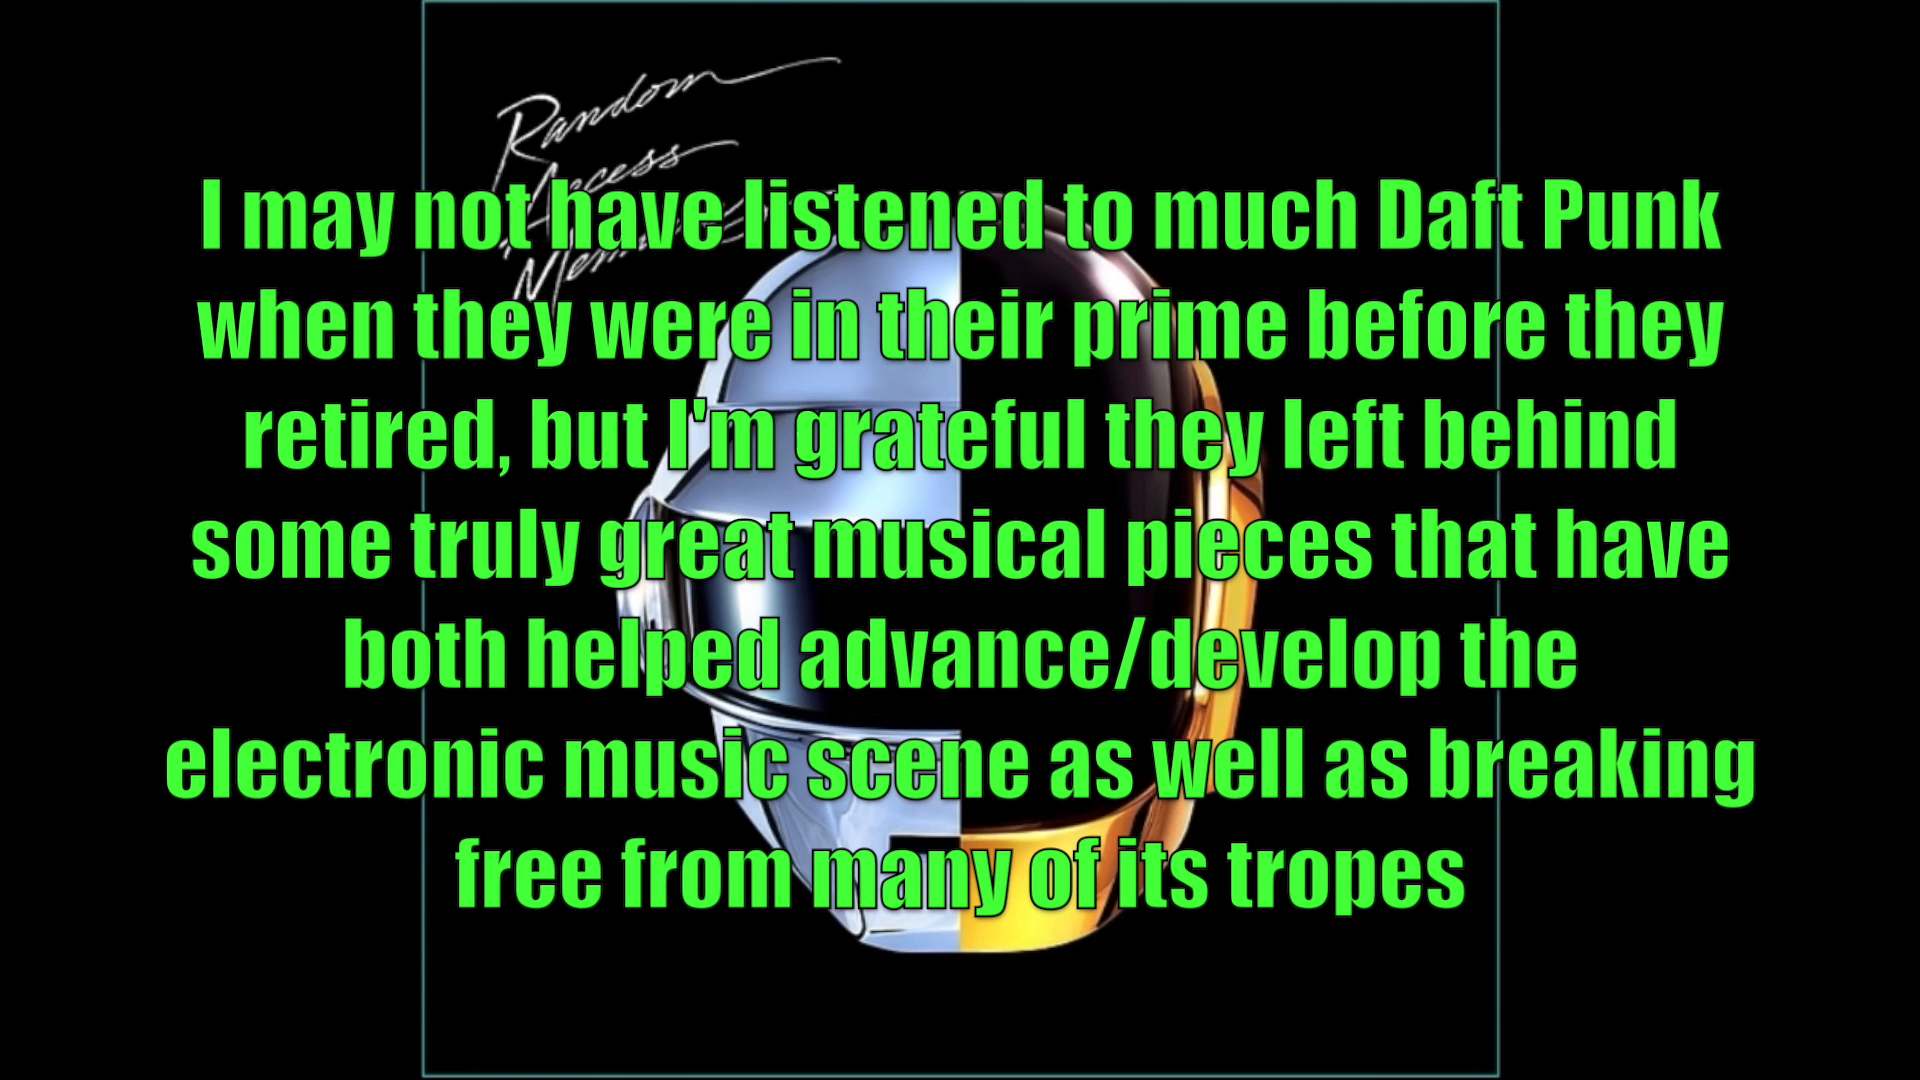 Random
Access
I may not have listened to much Daft Punk
when they were in their prime before they
retired, but I'm grateful they left behind
some truly great musical pieces that have
both helped advance/develop the
electronic music scene as well as breaking
free from many of its tropes